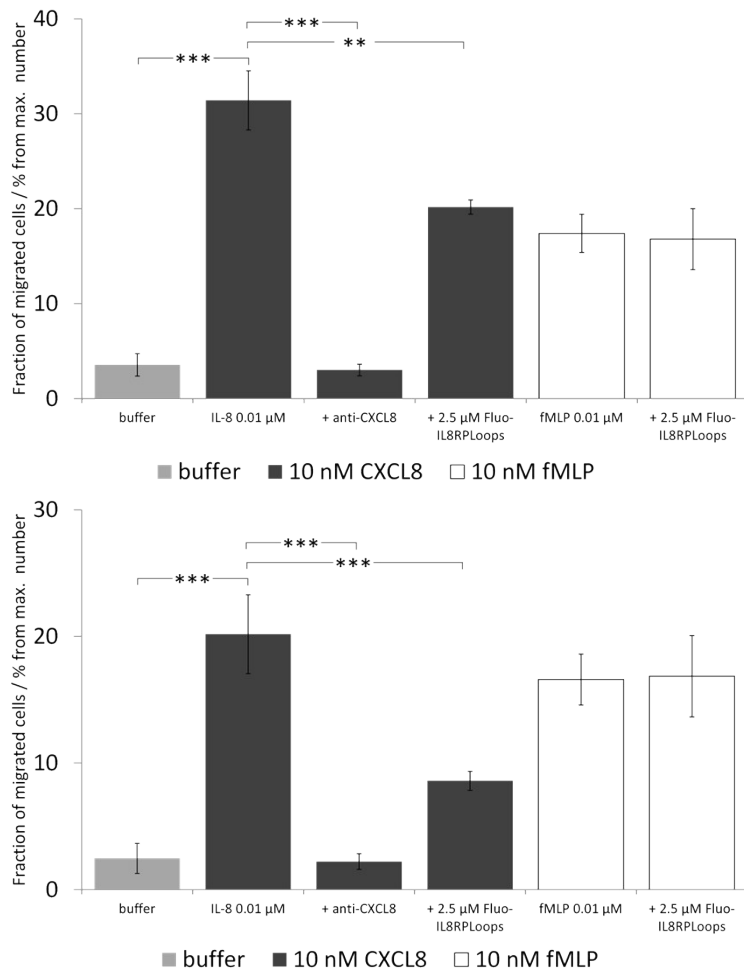 Fraction of migrated cells / % from max. number
40
30
20
10
0
***
***
**
buffer
IL-8 0.01 µM
+ anti-CXCL8
+ 2.5 µM Fluo-
IL8RPLoops
fMLP 0.01 µM
+ 2.5 µM Fluo-
IL8RPLoops
buffer 10 nM CXCL8 10 nM fMLP
Fraction of migrated cells / % from max. number
30
20
10
0
***
***
***
buffer
IL-8 0.01 µM
+ anti-CXCL8
+ 2.5 µM Fluo-
IL8RPLoops
fMLP 0.01 µM
+ 2.5 µM Fluo-
IL8RPLoops
buffer 10 nM CXCL8 10 nM fMLP